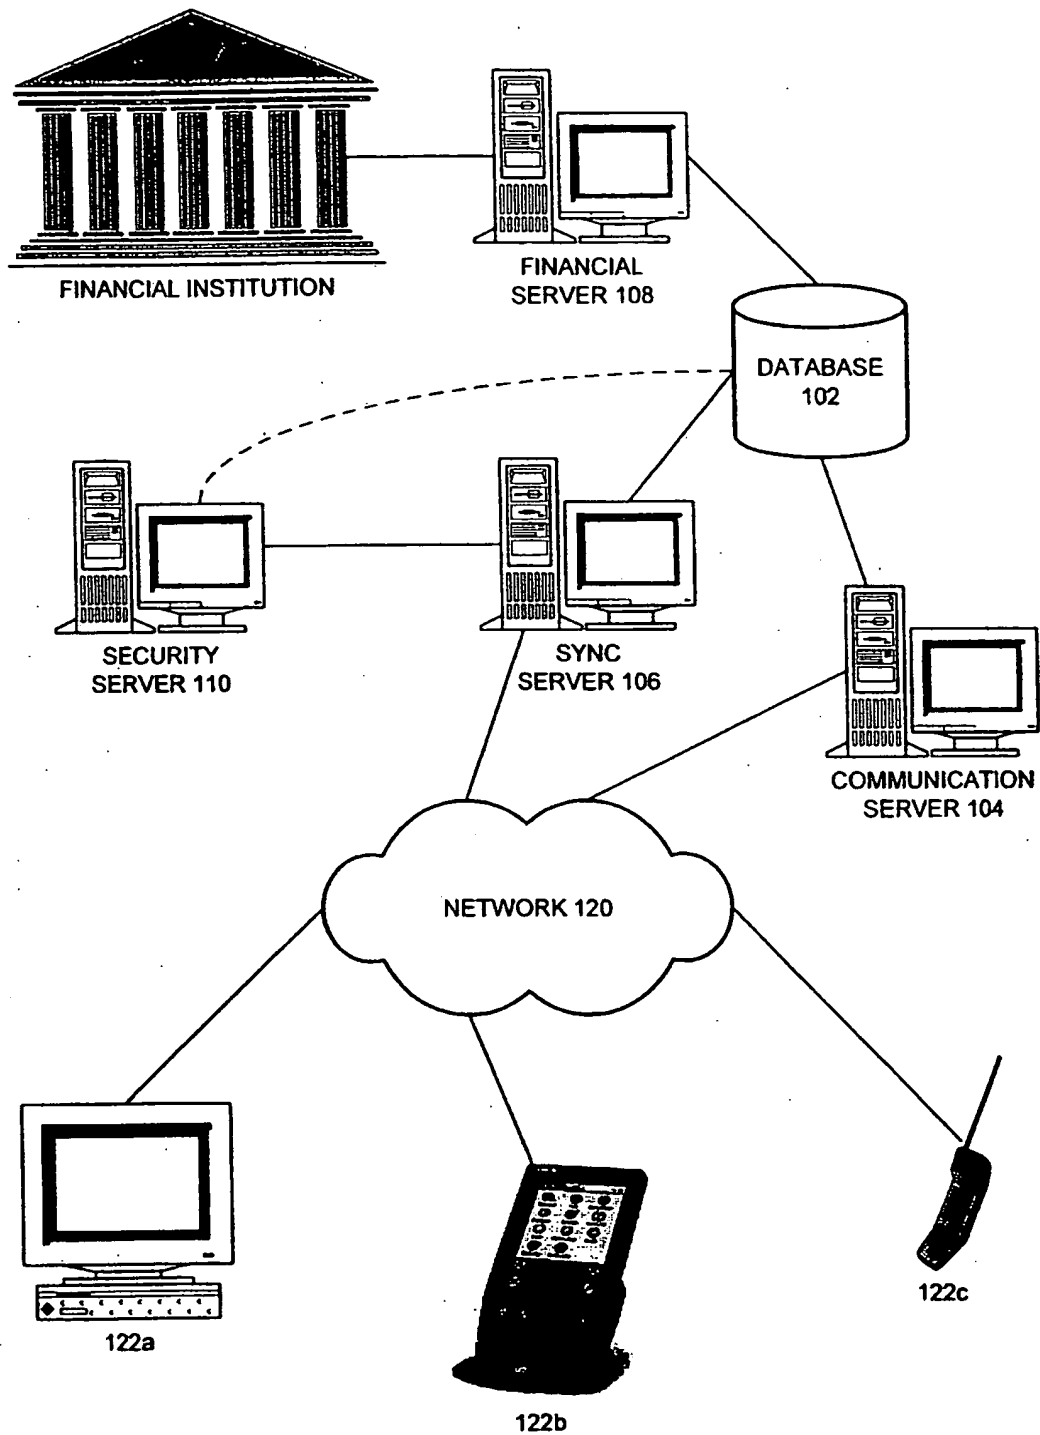 FINANCIAL INSTITUTION
FINANCIAL
SERVER 108
DATABASE
102
SECURITY
SERVER 110
SYNC
SERVER 106
COMMUNICATION
SERVER 104
NETWORK 120
122a
122b
122c